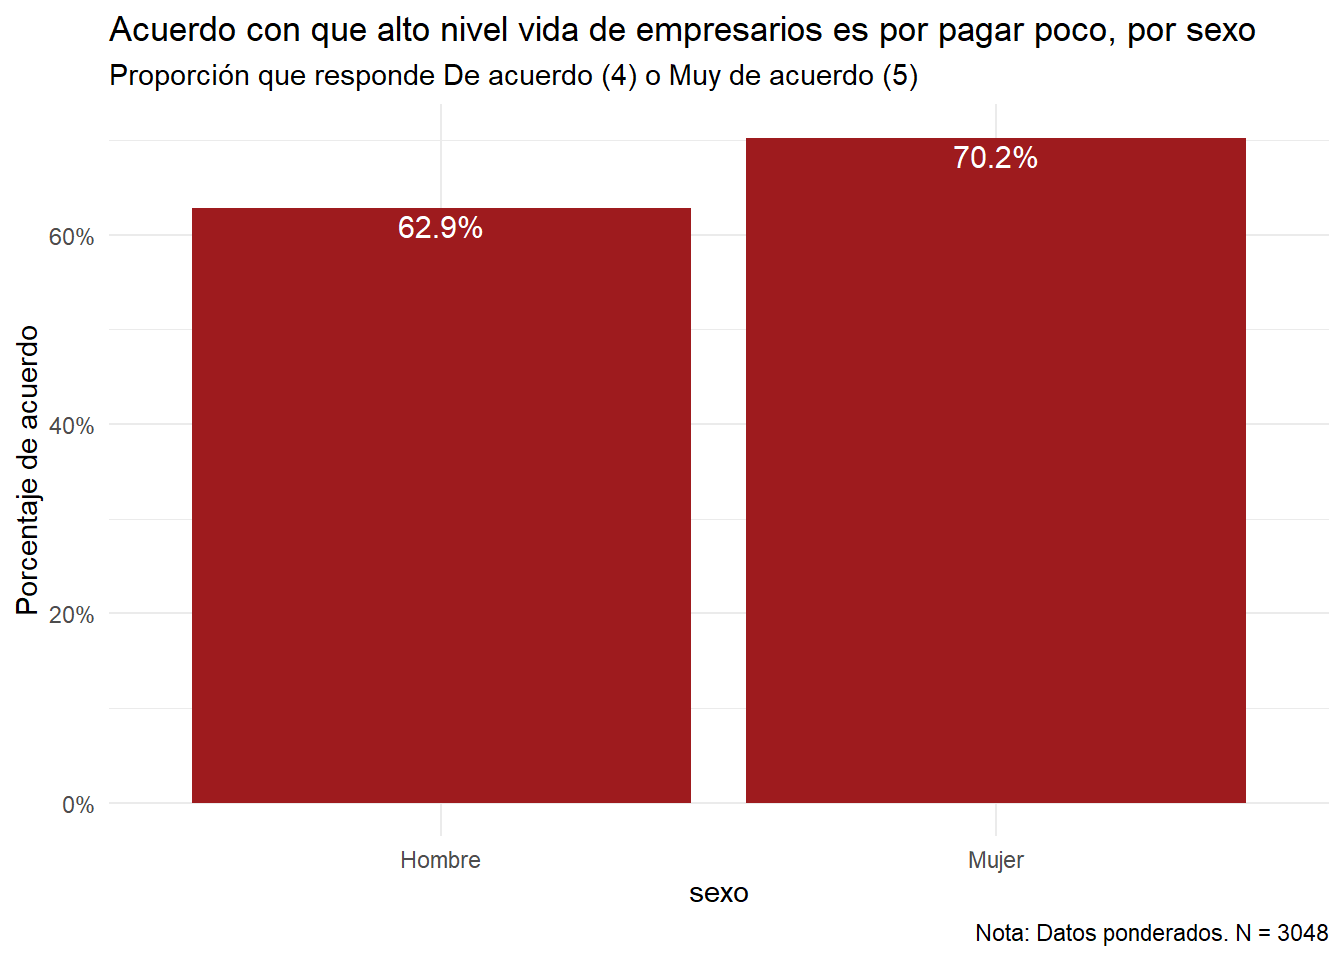 Acuerdo con que alto nivel vida de empresarios es por pagar poco, por sexo
Proporción que responde De acuerdo (4) o Muy de acuerdo (5)
Porcentaje de acuerdo
60%
40%
20%
0%
62.9%
70.2%
Hombre
Mujer
sexo
Nota: Datos ponderados. N = 3048